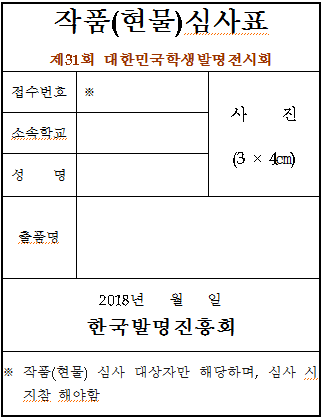 작품(현물)심사표
제31회 대한민국학생발명전시회
접수번호 ※
사 진
소속학교
(3 × 4㎝)
성 명
출품명
2018년 월 일
한국발명진흥회
※ 작품(현물) 심사 대상자만 해당하며, 심사 시
지참 해야함